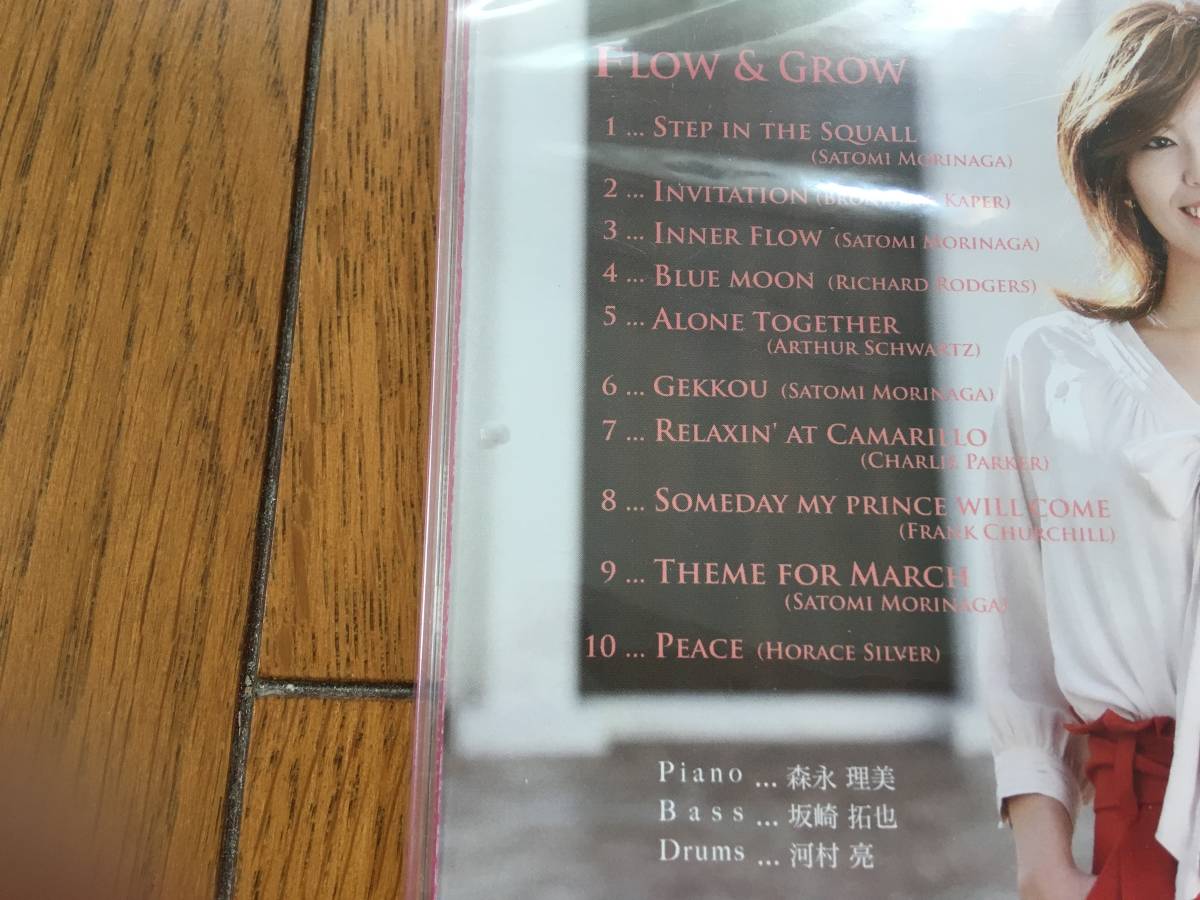 FLOW & GROW
1 ... STEP IN THE SQUALL
(SATOMI MORINAGA)
2 ... INVITATION ( KAPER)
3 ... INNER FLOW (SATOMI MORINAGA)
4 ... BLUE MOON (RICHARD RODGERS)
5 ... ALONE TOGETHER
(ARTHUR SCHWARTZ)
6 ... GEKKOU (SATOMI MORINAGA)
7 ... RELAXIN' AT CAMARILLO
(CHARLIE PARKER)
8 ... SOMEDAY MY PRINCE WILL COME
(FRANK CHURCHILL)
9 ... THEME FOR MARCH
(SATOMI MORINAGA)
10 ... PEACE (HORACE SILVER)
Piano ... 森永 理美
Bass ... 坂崎 拓也
Drums ... 河村 亮